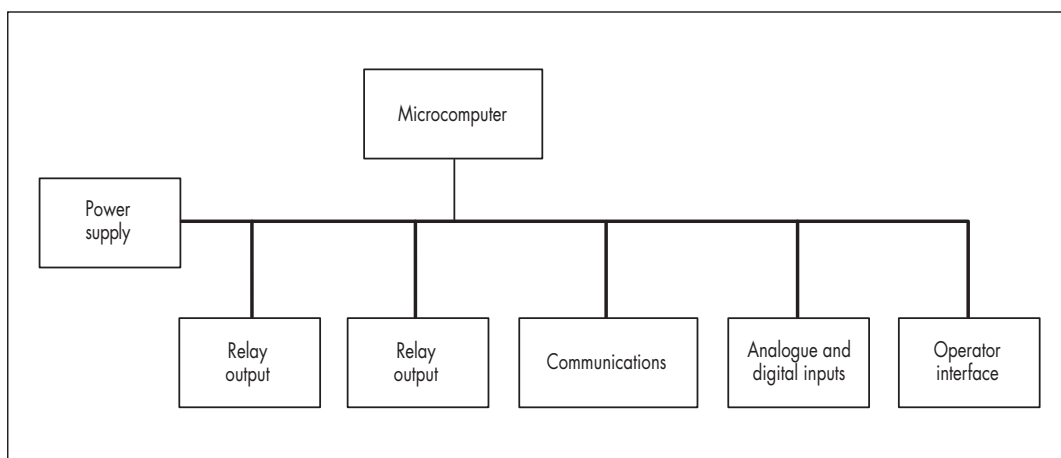 Microcomputer
Power
supply
Relay
output
Relay
output
Communications
Analogue and
digital inputs
Operator
interface